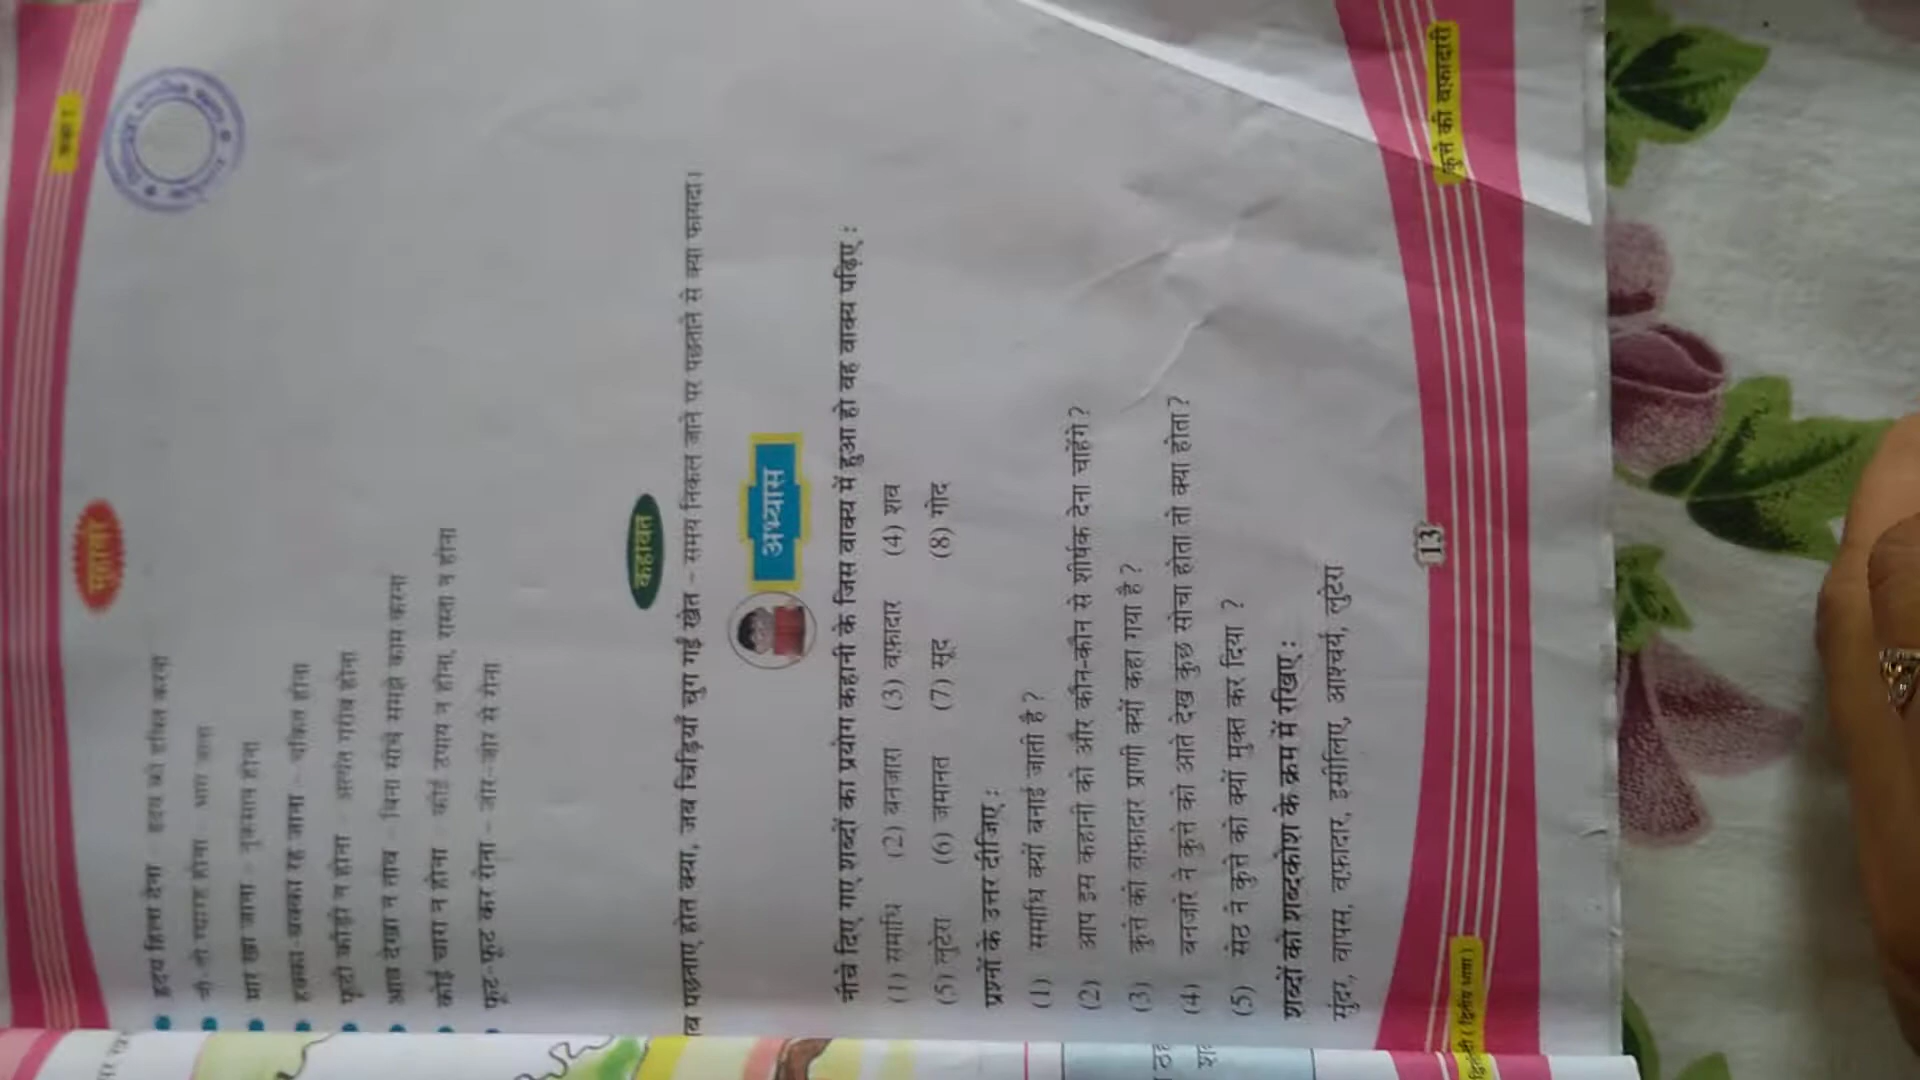 मुहावरे
हृदय हिला देना - हृदय को व्यथित करना
नौ-दो ग्यारह होना - भाग जाना
घाटा खा जाना - नुकसान होना
हक्का-बक्का रह जाना - चकित होना
फूटी कौड़ी न होना - अत्यंत गरीब होना
आव देखा न ताव - बिना सोचे समझे काम करना
कोई चारा न होना - कोई उपाय न होना, रास्ता न होना
फूट-फूट कर रोना - जोर-जोर से रोना
कहावत
पछताए होत क्या, जब चिड़ियाँ चुग गई खेत - समय निकल जाने पर पछताने से क्या फायदा।
अभ्यास
नीचे दिए गए शब्दों का प्रयोग कहानी के जिस वाक्य में हुआ हो वह वाक्य पढ़िए :
(1) समाधि (2) बनजारा (3) वफ़ादार (4) शव
(5) लुटेरा (6) जमानत (7) सूद (8) गोद
प्रश्नों के उत्तर दीजिए :
(1) समाधि क्यों बनाई जाती है ?
(2) आप इस कहानी को और कौन-कौन से शीर्षक देना चाहेंगे ?
(3) कुत्ते को वफ़ादार प्राणी क्यों कहा गया है ?
(4) बनजारे ने कुत्ते को आते देख कुछ सोचा होता तो क्या होता ?
(5) सेठ ने कुत्ते को क्यों मुक्त कर दिया ?
शब्दों को शब्दकोश के क्रम में रखिए :
सुंदर, वापस, वफ़ादार, इसीलिए, आश्चर्य, लुटेरा
( द्वितीय भाषा ) 13 कुत्ते की वफ़ादारी